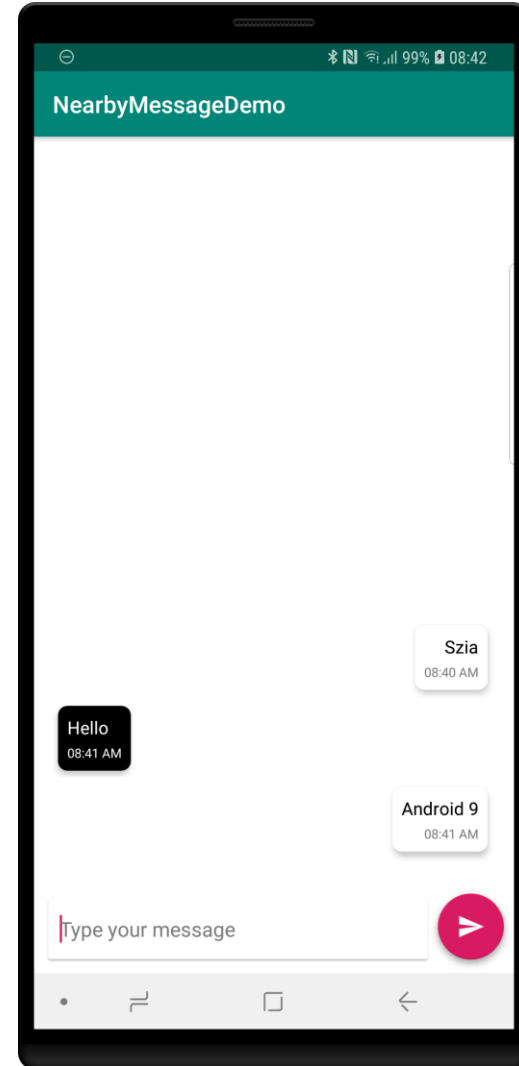 99% 08:42
NearbyMessageDemo
Szia
08:40 AM
Hello
08:41 AM
Android 9
08:41 AM
Type your message